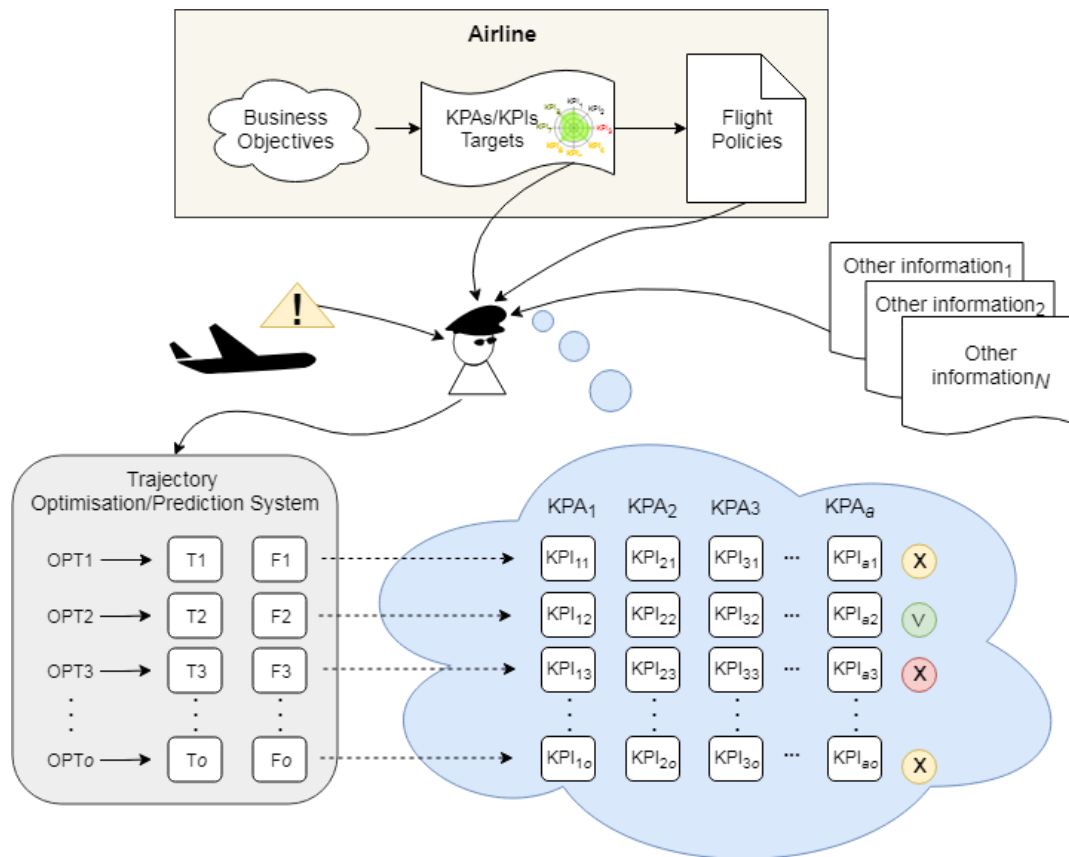 Airline
Business
Objectives
KPAs/KPIs
Targets
KPI1
KPI2
Flight
Policies
Other information1
Other information2
Other
informationN
!
Trajectory
Optimisation/Prediction System
KPA1 KPA2 KPA3 KPAa
OPT1 T1 F1 KPI11 KPI21 KPI31 ... KPIa1 X
OPT2 T2 F2 KPI12 KPI22 KPI32 ... KPIa2 V
OPT3 T3 F3 KPI13 KPI23 KPI33 ... KPIa3 X
OPTo To Fo KPI1o KPI2o KPI3o ... KPIao X